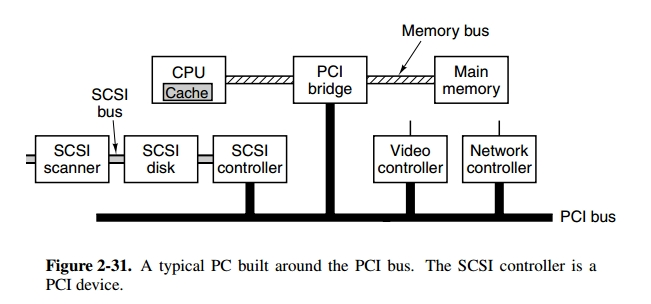 Memory bus
CPU
Cache
PCI
bridge
Main
memory
SCSI
bus
SCSI
scanner
SCSI
disk
SCSI
controller
Video
controller
Network
controller
PCI bus
Figure 2-31. A typical PC built around the PCI bus. The SCSI controller is a
PCI device.